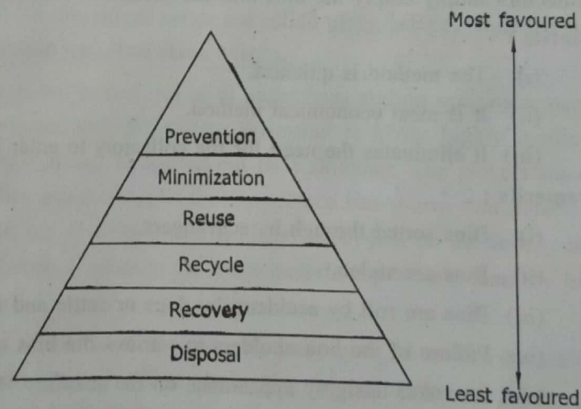 Most favoured
Prevention
Minimization
Reuse
Recycle
Recovery
Disposal
Least favoured